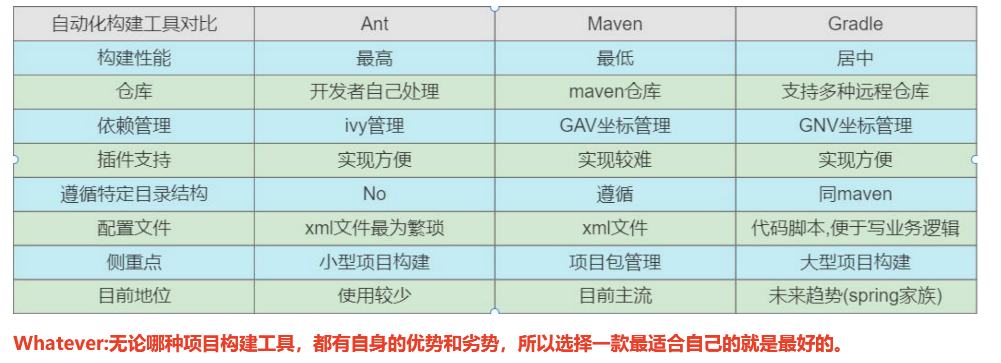 自动化构建工具对比 Ant Maven Gradle
构建性能 最高 最低 居中
仓库 开发者自己处理 maven仓库 支持多种远程仓库
依赖管理 ivy管理 GAV坐标管理 GNV坐标管理
插件支持 实现方便 实现较难 实现方便
遵循特定目录结构 No 遵循 同maven
配置文件 xml文件最为繁琐 xml文件 代码脚本,便于写业务逻辑
侧重点 小型项目构建 项目包管理 大型项目构建
目前地位 使用较少 目前主流 未来趋势(spring家族)
Whatever:无论哪种项目构建工具，都有自身的优势和劣势，所以选择一款最适合自己的就是最好的。